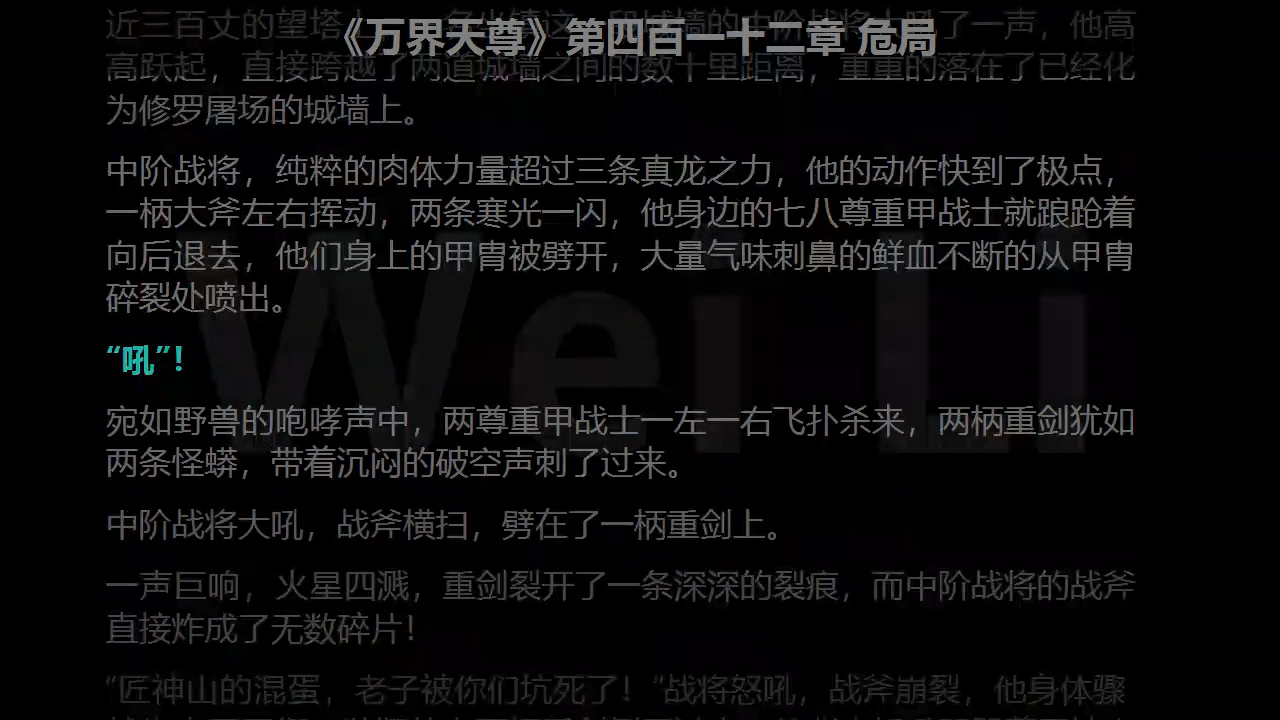 《万界天尊》第四百一十二章 危局
近三百丈的望塔
了一声，他高
高跃起，直接跨越了两道城墙之间的数十里距离，重重的落在了已经化
为修罗屠场的城墙上。
中阶战将，纯粹的肉体力量超过三条真龙之力，他的动作快到了极点，
一柄大斧左右挥动，两条寒光一闪，他身边的七八尊重甲战士就踉跄着
向后退去，他们身上的甲胄被劈开，大量气味刺鼻的鲜血不断的从甲胄
碎裂处喷出。
“吼”！
宛如野兽的咆哮声中，两尊重甲战士一左一右飞扑杀来，两柄重剑犹如
两条怪蟒，带着沉闷的破空声刺了过来。
中阶战将大吼，战斧横扫，劈在了一柄重剑上。
一声巨响，火星四溅，重剑裂开了一条深深的裂痕，而中阶战将的战斧
直接炸成了无数碎片！
“匠神山的混蛋，老子被你们坑死了！“战将怒吼，战斧崩裂，他身体骤
Wei Li